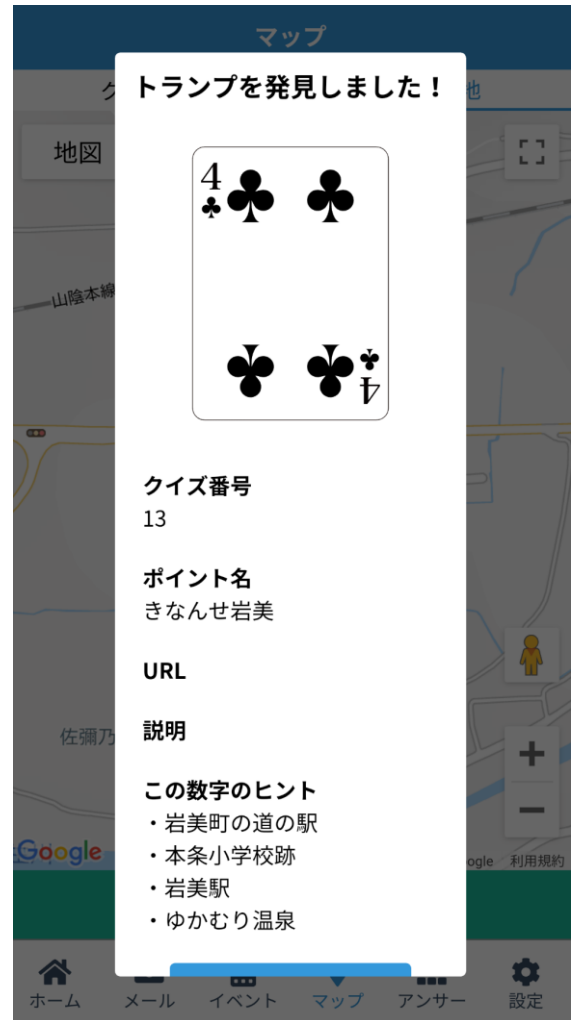 マップ
トランプを発見しました！
地図
4
4
山陰本線
クイズ番号
13
ポイント名
きなんせ岩美
URL
佐彌乃
説明
この数字のヒント
・岩美町の道の駅
・本条小学校跡
・岩美駅
・ゆかむり温泉
Google
利用規約
ホーム
メール
イベント
マップ
アンサー
設定